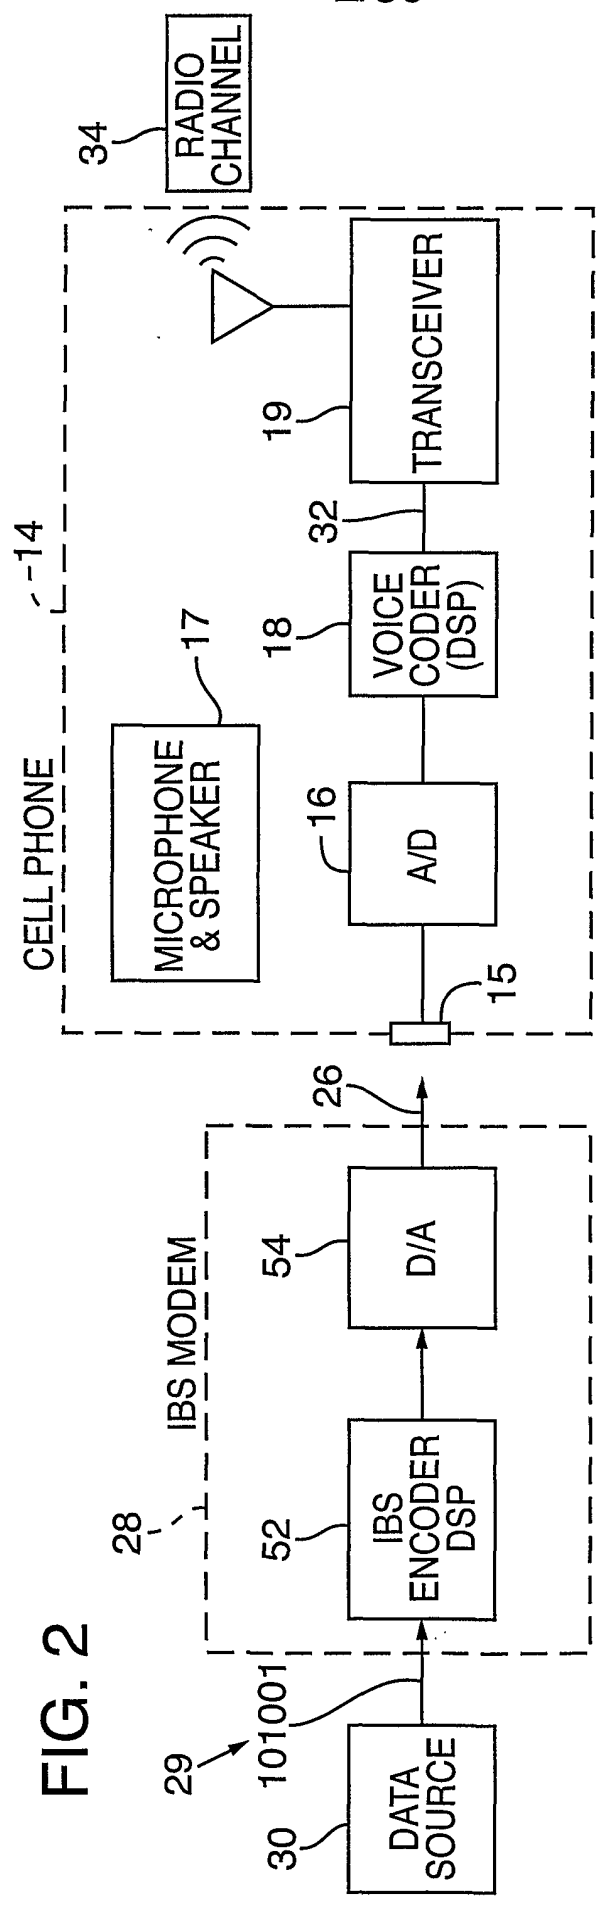 FIG. 2
30
DATA
SOURCE
29
101001
28
IBS MODEM
52
IBS
ENCODER
DSP
54
D/A
26
15
CELL PHONE
14
MICROPHONE
& SPEAKER
17
16
A/D
18
VOICE
CODER
(DSP)
32
19
TRANSCEIVER
34
RADIO
CHANNEL